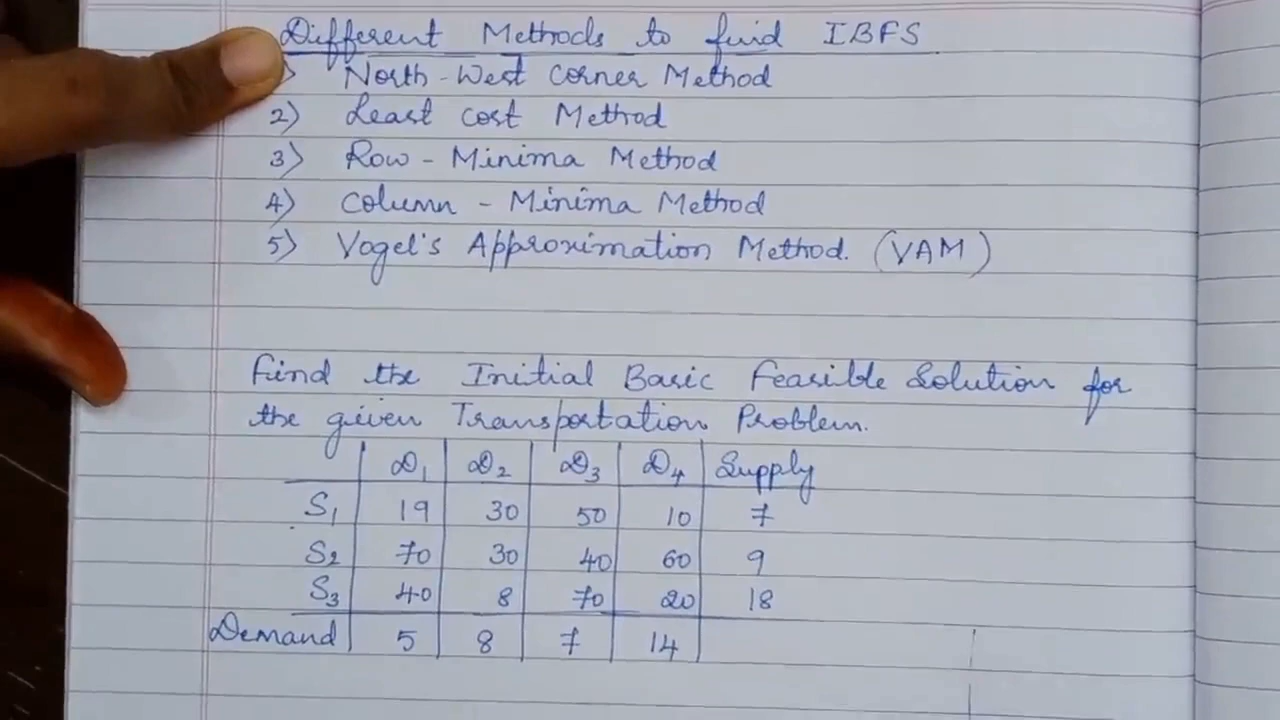 Different Methods to find IBFS
North-West Corner Method
2) Least cost Method
3) Row - Minima Method
4) Column - Minima Method
5) Vogel's Approximation Method. (VAM)
Find the Initial Basic Feasible Solution for
the given Transportation Problem.
D1 D2 D3 D4 Supply
S1 19 30 50 10 7
S2 70 30 40 60 9
S3 40 8 70 20 18
Demand 5 8 7 14